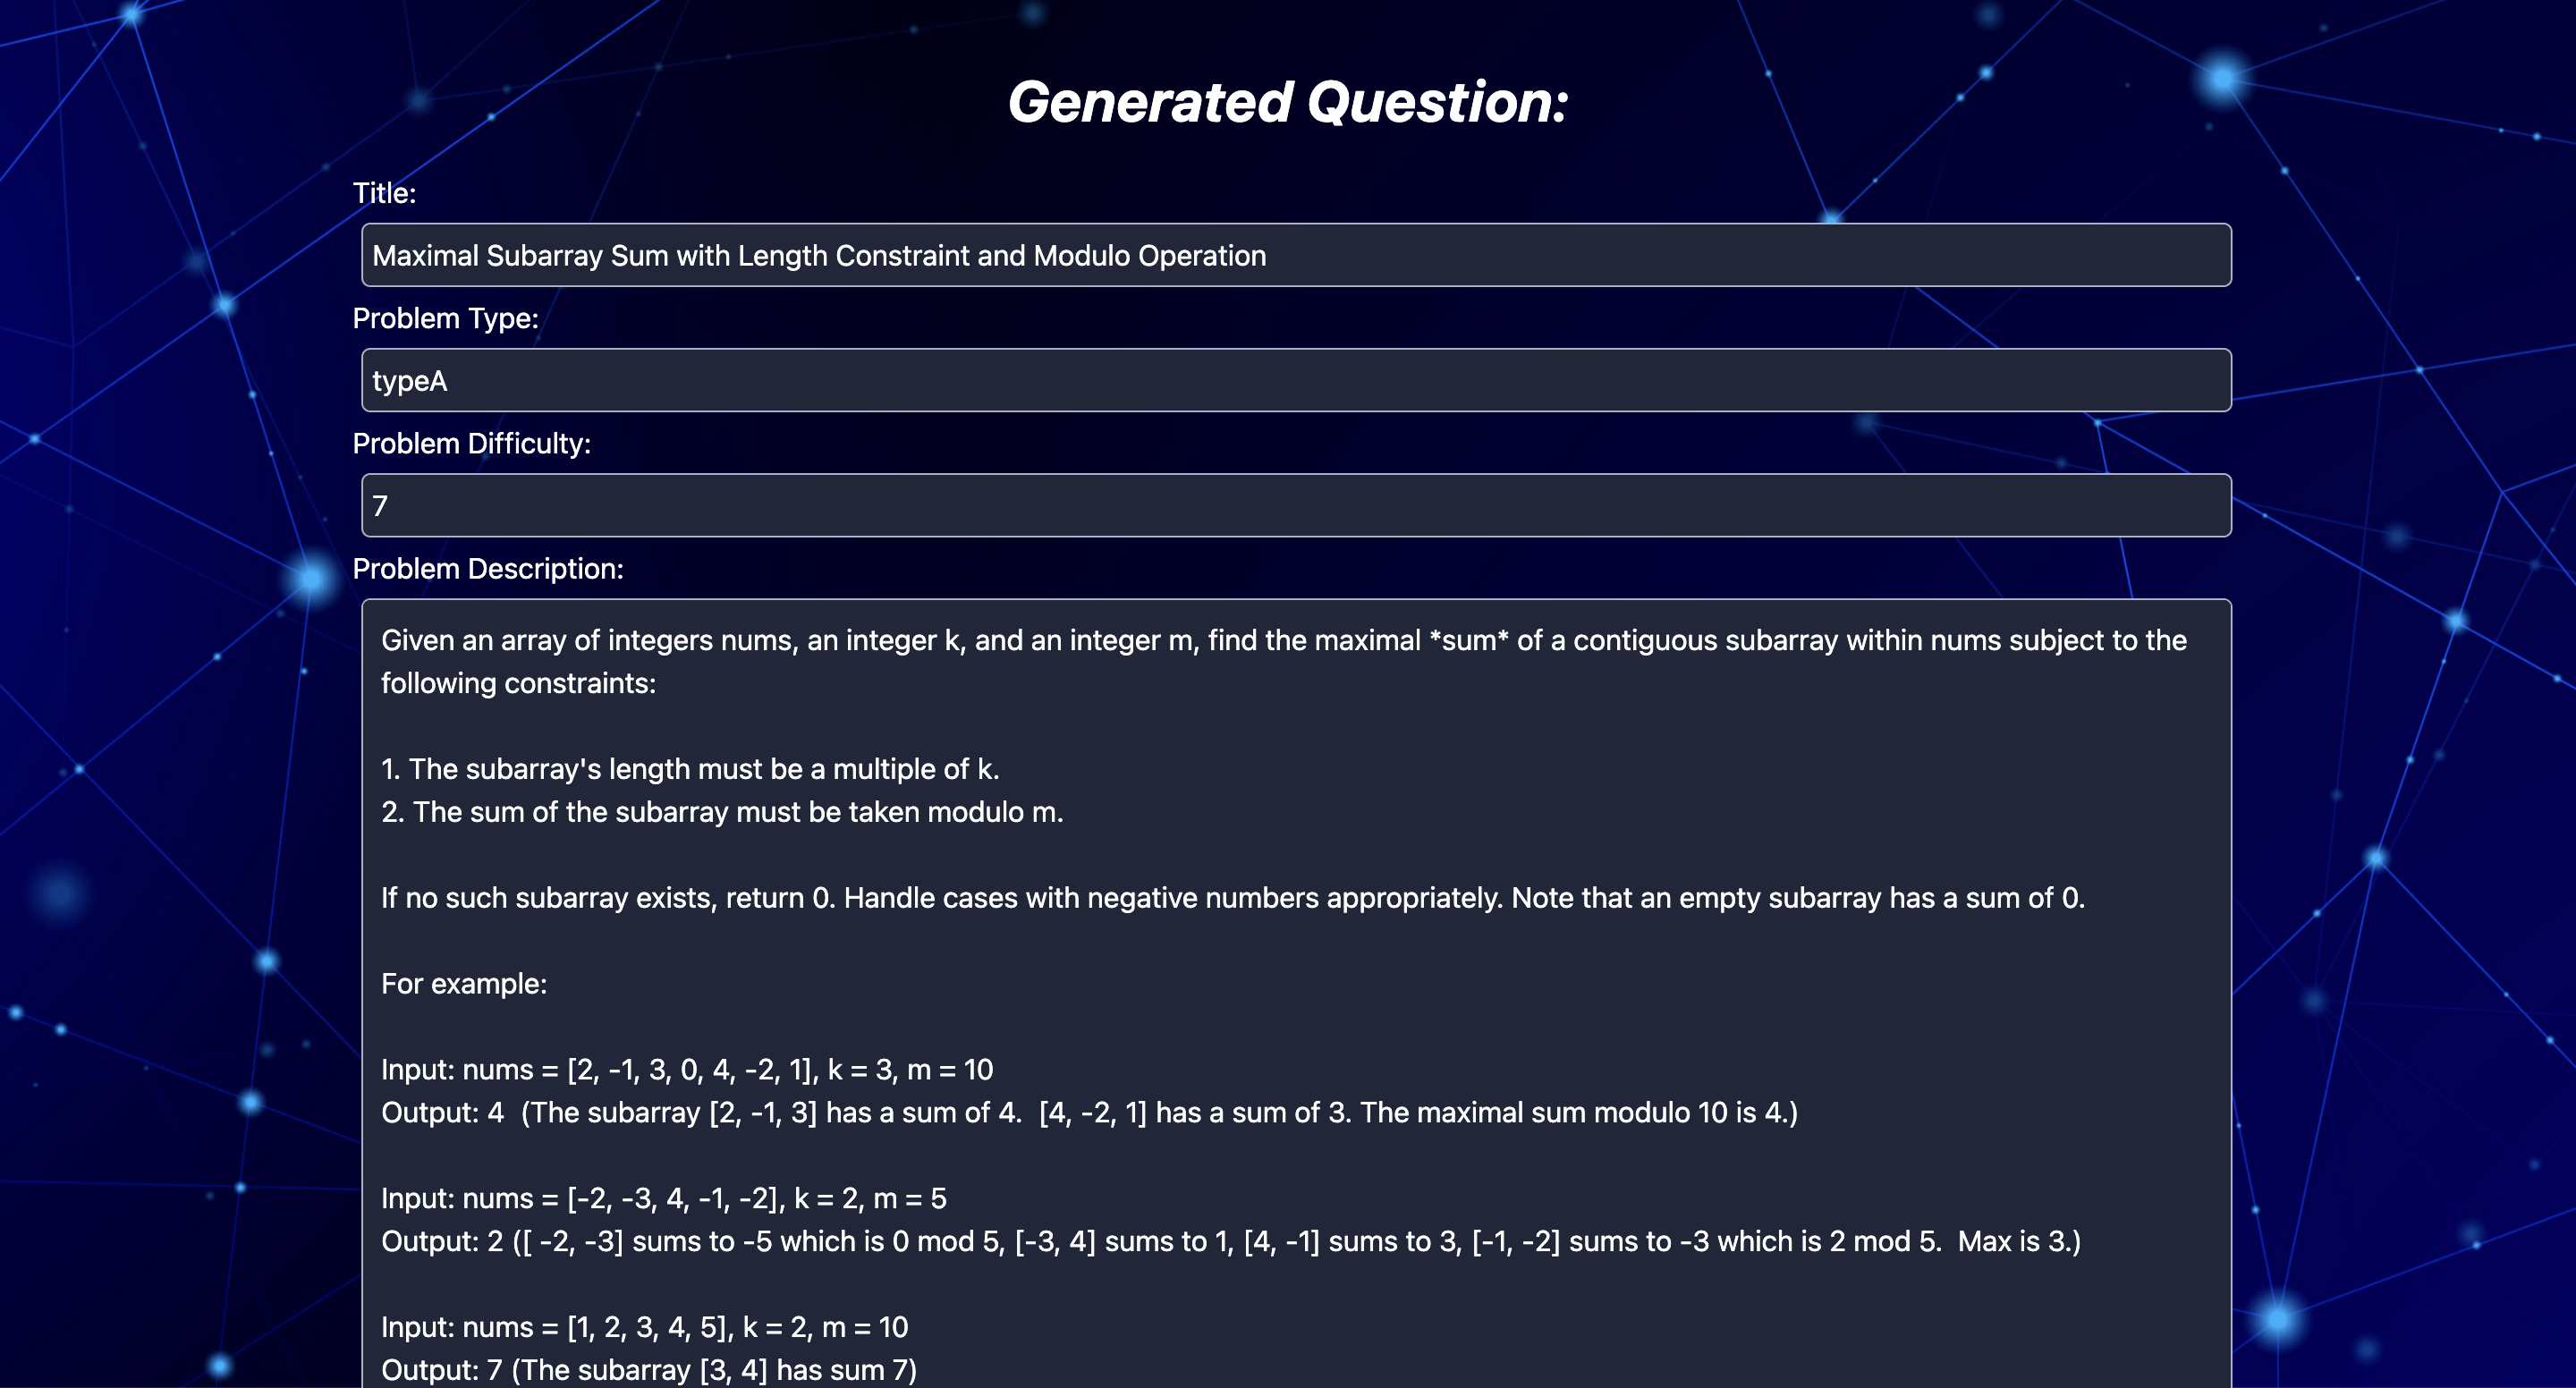 Generated Question:
Title:
Maximal Subarray Sum with Length Constraint and Modulo Operation
Problem Type:
typeA
Problem Difficulty:
7
Problem Description:
Given an array of integers nums, an integer k, and an integer m, find the maximal *sum* of a contiguous subarray within nums subject to the
following constraints:
1. The subarray's length must be a multiple of k.
2. The sum of the subarray must be taken modulo m.
If no such subarray exists, return 0. Handle cases with negative numbers appropriately. Note that an empty subarray has a sum of 0.
For example:
Input: nums = [2, -1, 3, 0, 4, -2, 1], k = 3, m = 10
Output: 4  (The subarray [2, -1, 3] has a sum of 4.  [4, -2, 1] has a sum of 3. The maximal sum modulo 10 is 4.)
Input: nums = [-2, -3, 4, -1, -2], k = 2, m = 5
Output: 2 ([ -2, -3] sums to -5 which is 0 mod 5, [-3, 4] sums to 1, [4, -1] sums to 3, [-1, -2] sums to -3 which is 2 mod 5.  Max is 3.)
Input: nums = [1, 2, 3, 4, 5], k = 2, m = 10
Output: 7 (The subarray [3, 4] has sum 7)